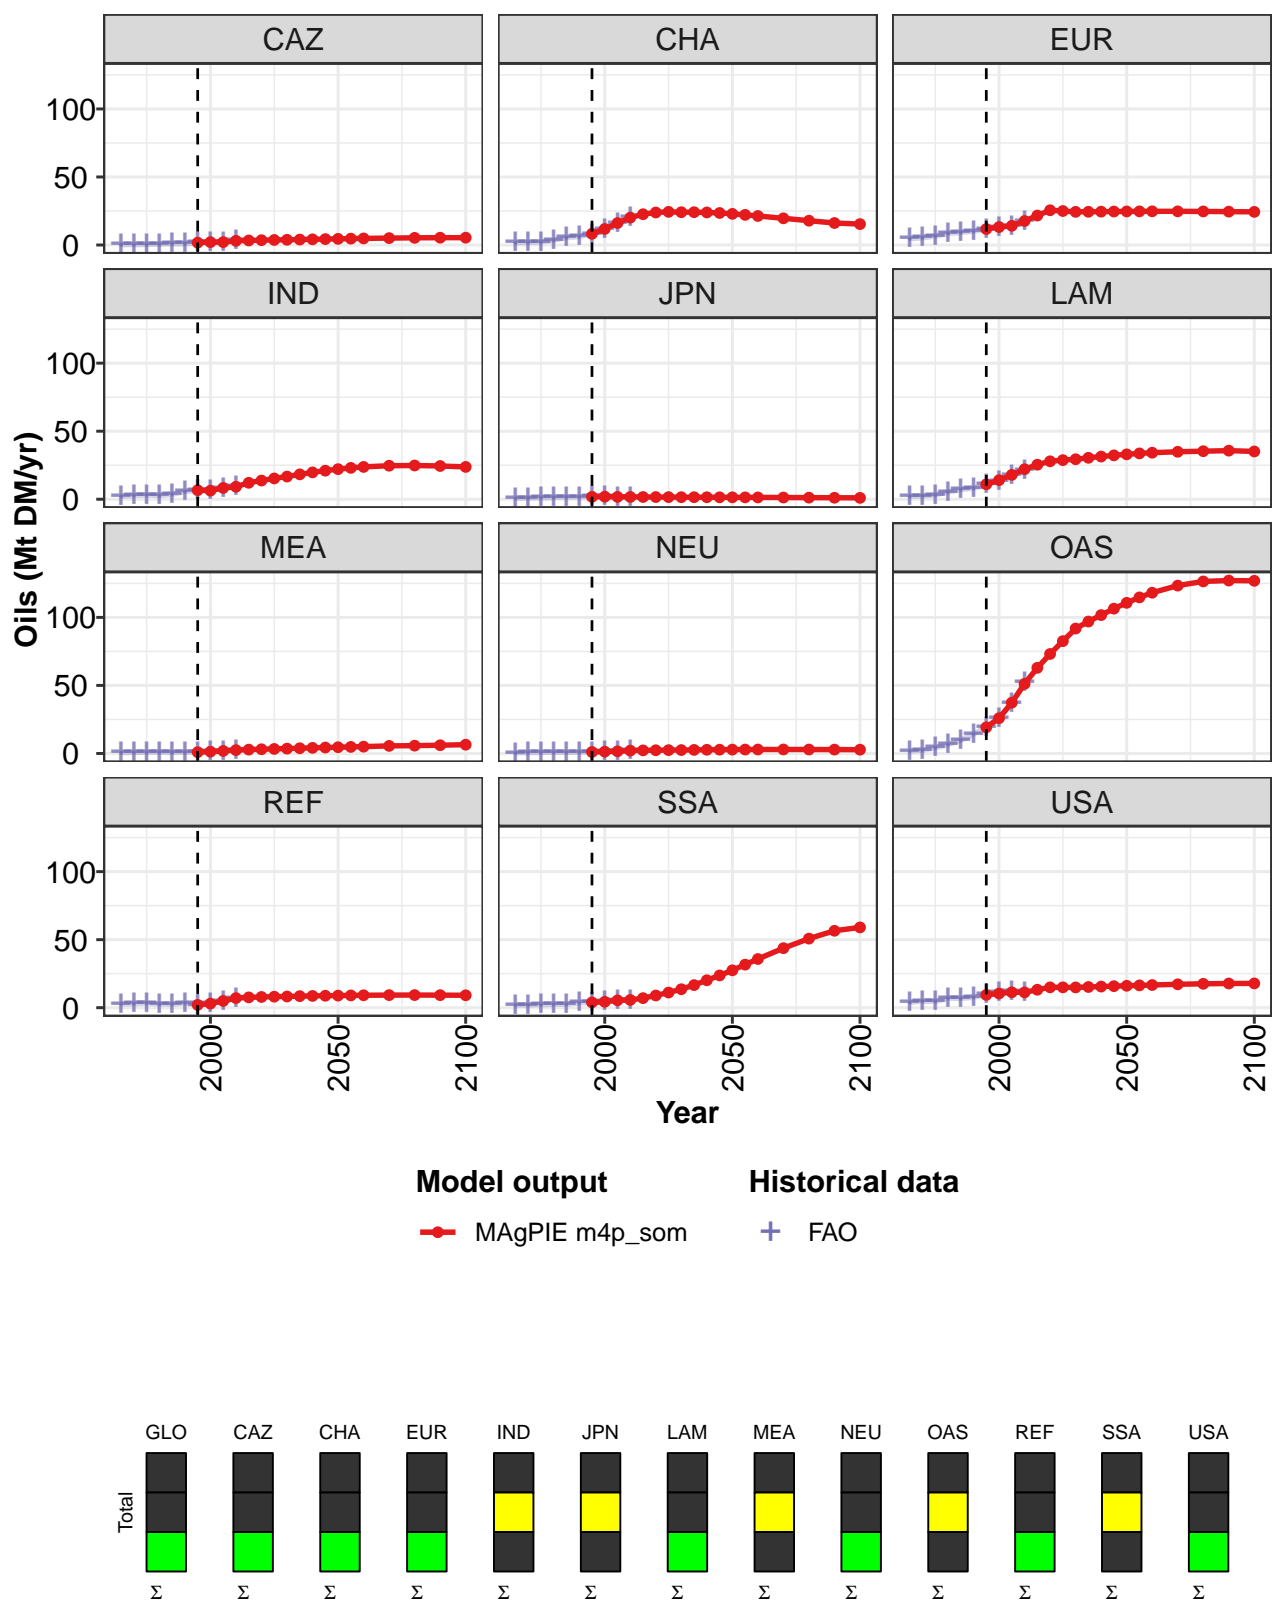 CAZ CHA EUR
100
50
0
IND JPN LAM
100
50
0
MEA NEU OAS
100
50
0
REF SSA USA
100
50
0
Oils (Mt DM/yr)
2000 2050 2100 2000 2050 2100 2000 2050 2100
Year
Model output Historical data
MAgPIE m4p_som FAO
GLO CAZ CHA EUR IND JPN LAM MEA NEU OAS REF SSA USA
Total
Σ Σ Σ Σ Σ Σ Σ Σ Σ Σ Σ Σ Σ